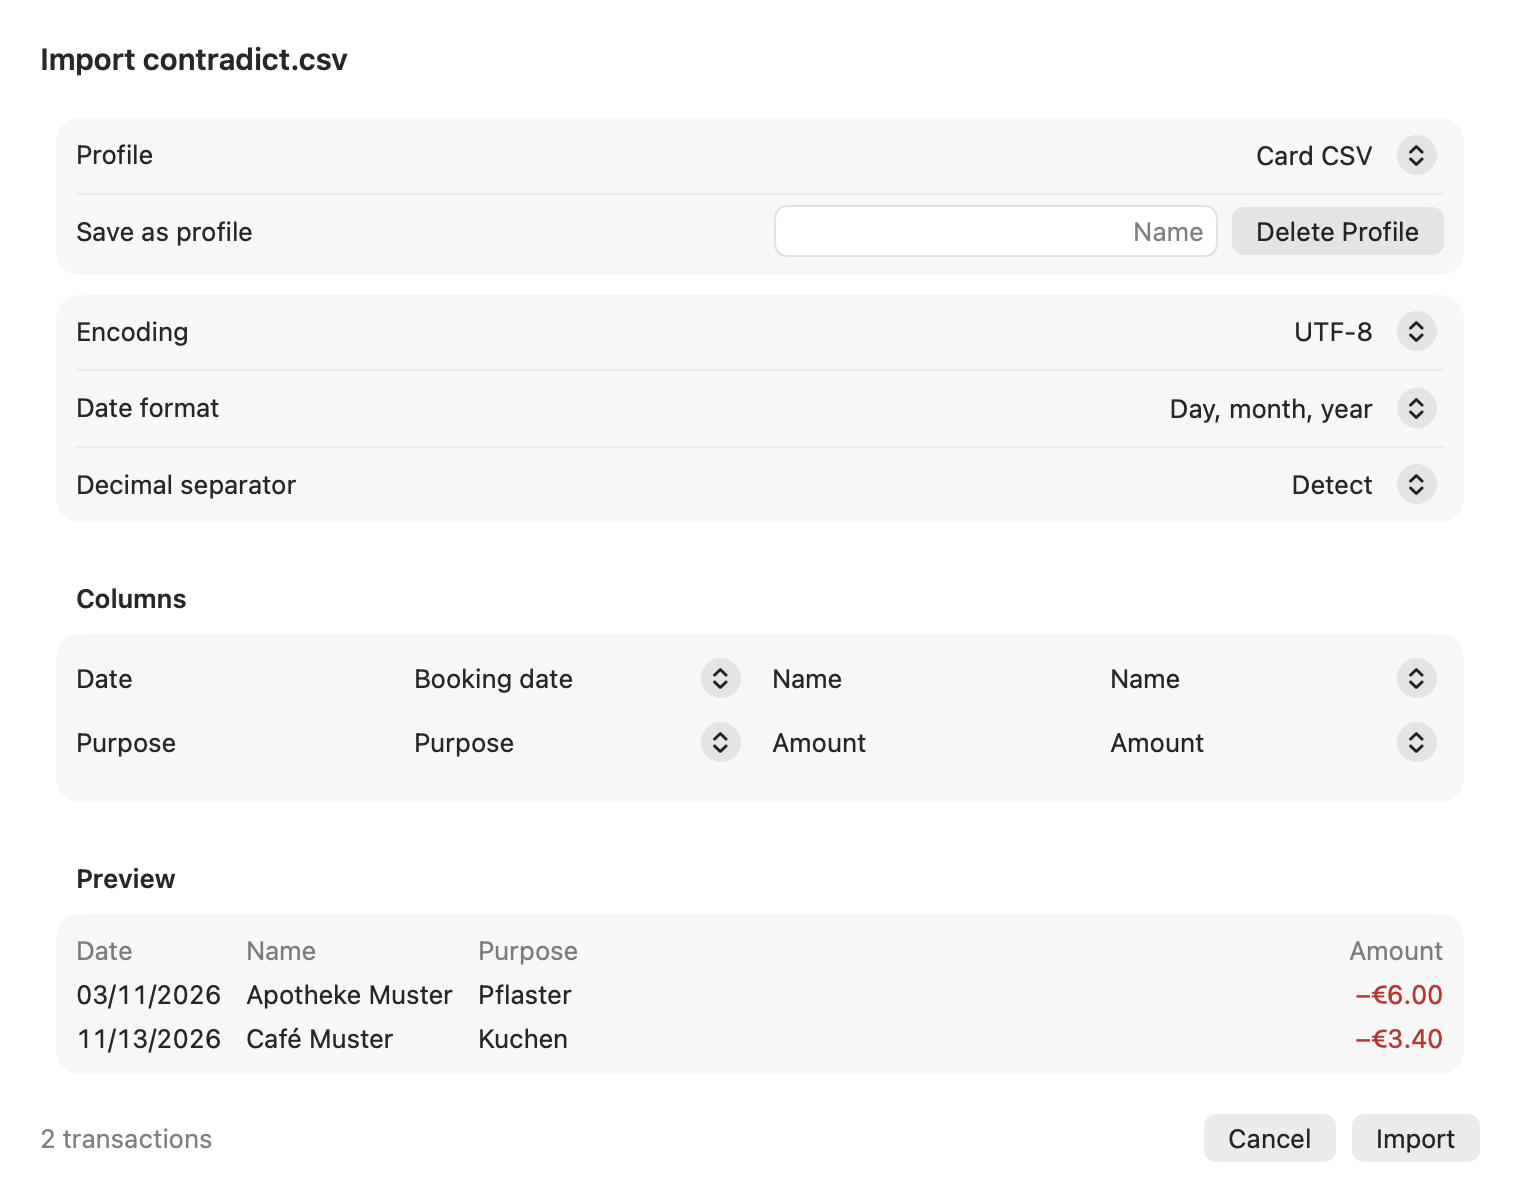 Import contradict.csv
Profile Card CSV
Save as profile Name Delete Profile
Encoding UTF-8
Date format Day, month, year
Decimal separator Detect
Columns
Date Booking date Name Name
Purpose Purpose Amount Amount
Preview
Date Name Purpose Amount
03/11/2026 Apotheke Muster Pflaster –€6.00
11/13/2026 Café Muster Kuchen –€3.40
2 transactions Cancel Import